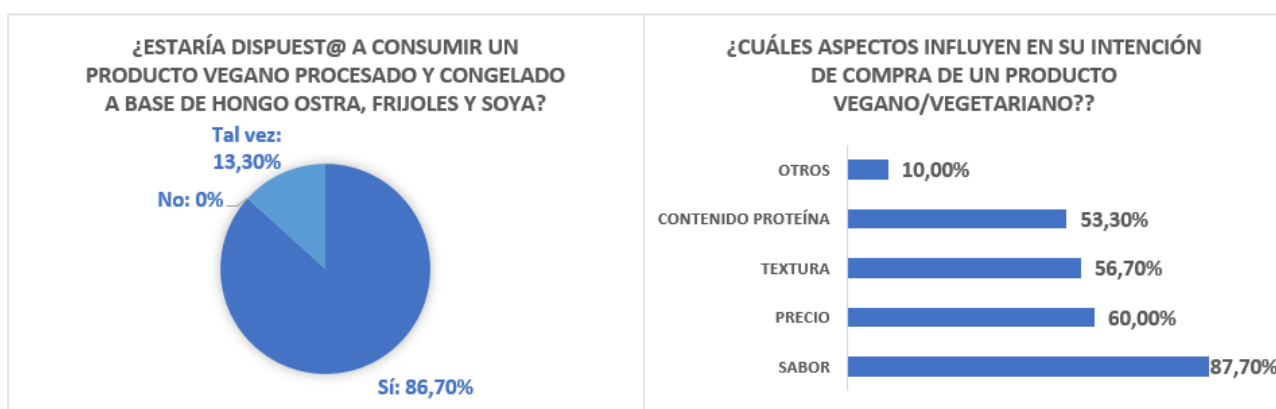 ¿ESTARÍA DISPUEST@ A CONSUMIR UN
PRODUCTO VEGANO PROCESADO Y CONGELADO
A BASE DE HONGO OSTRA, FRIJOLES Y SOYA?
Tal vez:
13,30%
No: 0%
Sí: 86,70%
¿CUÁLES ASPECTOS INFLUYEN EN SU INTENCIÓN
DE COMPRA DE UN PRODUCTO
VEGANO/VEGETARIANO??
OTROS 10,00%
CONTENIDO PROTEÍNA 53,30%
TEXTURA 56,70%
PRECIO 60,00%
SABOR 87,70%